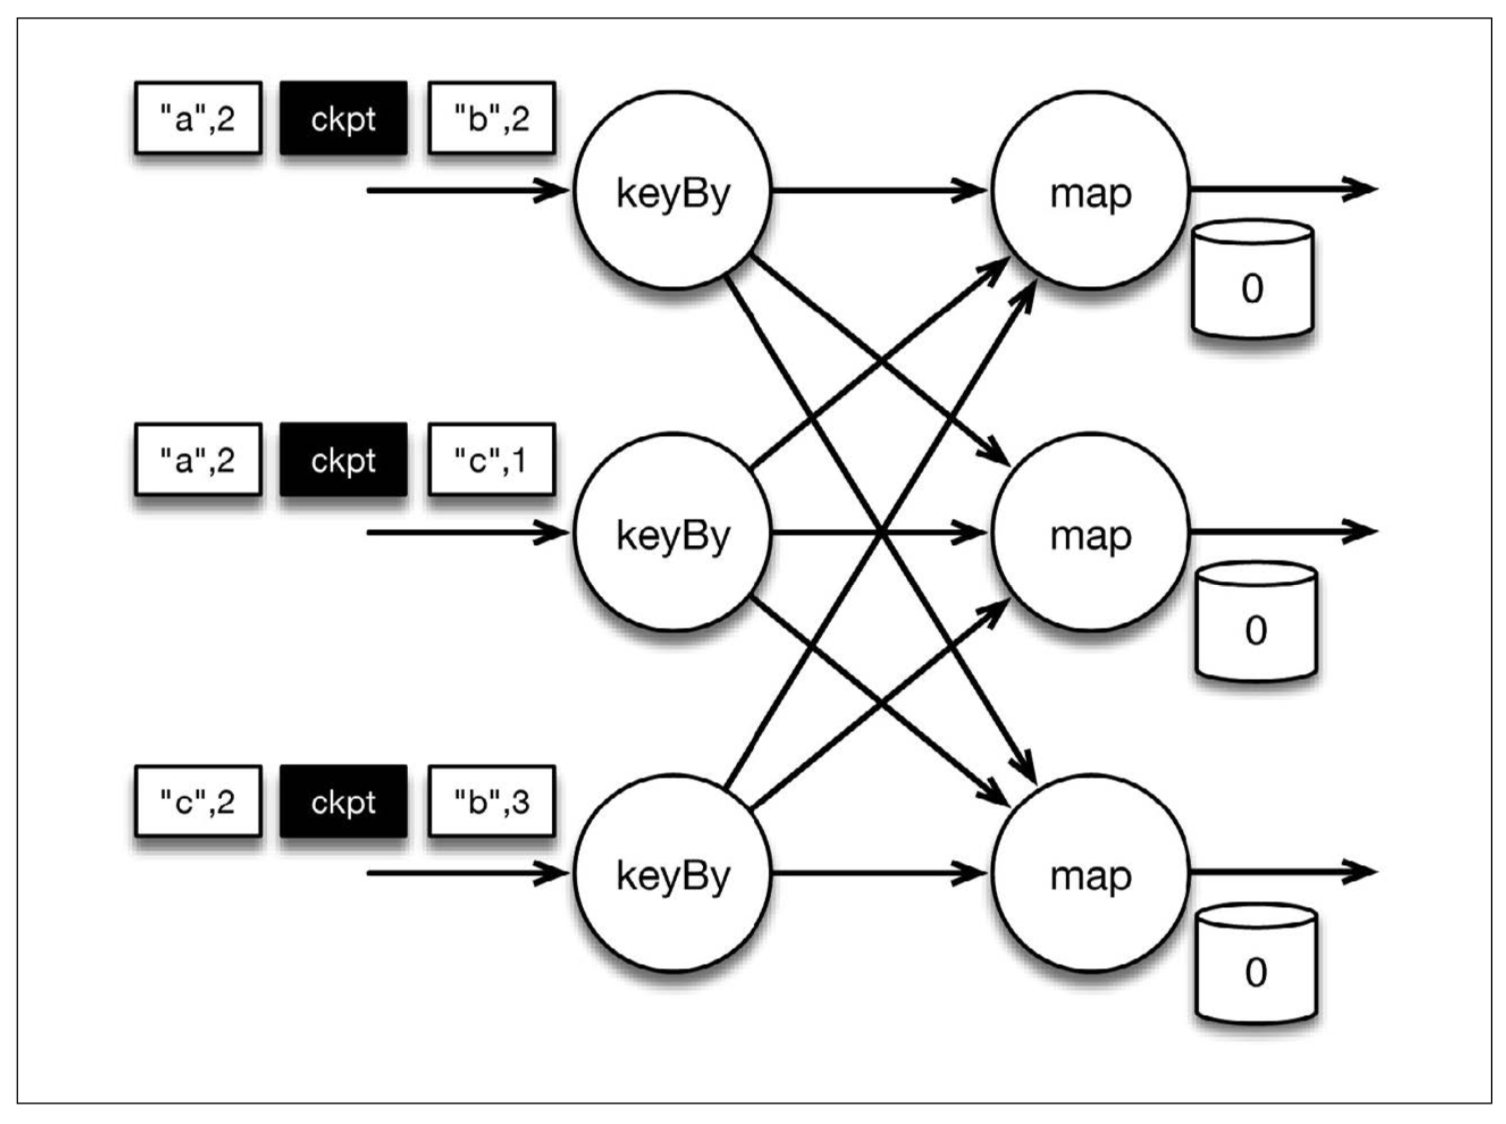 "a",2 ckpt "b",2
keyBy map
0
"a",2 ckpt "c",1
keyBy map
0
"c",2 ckpt "b",3
keyBy map
0